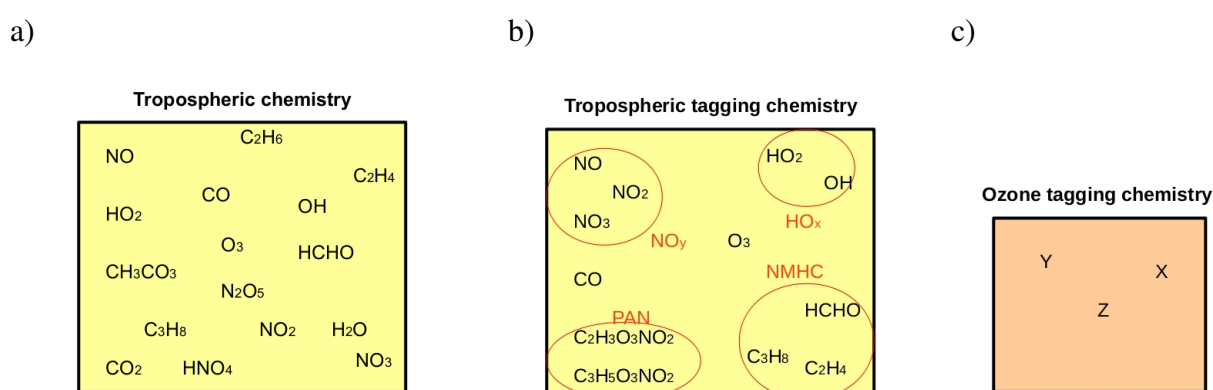 a)
b)
c)
Tropospheric chemistry
C2H6
NO
C2H4
CO
OH
HO2
O3
HCHO
CH3CO3
N2O5
C3H8
NO2
H2O
NO3
CO2
HNO4
Tropospheric tagging chemistry
HO2
NO
OH
NO2
NO3
HOx
NOy
O3
NMHC
CO
HCHO
PAN
C2H3O3NO2
C3H8
C2H4
C3H5O3NO2
Ozone tagging chemistry
Y
X
Z